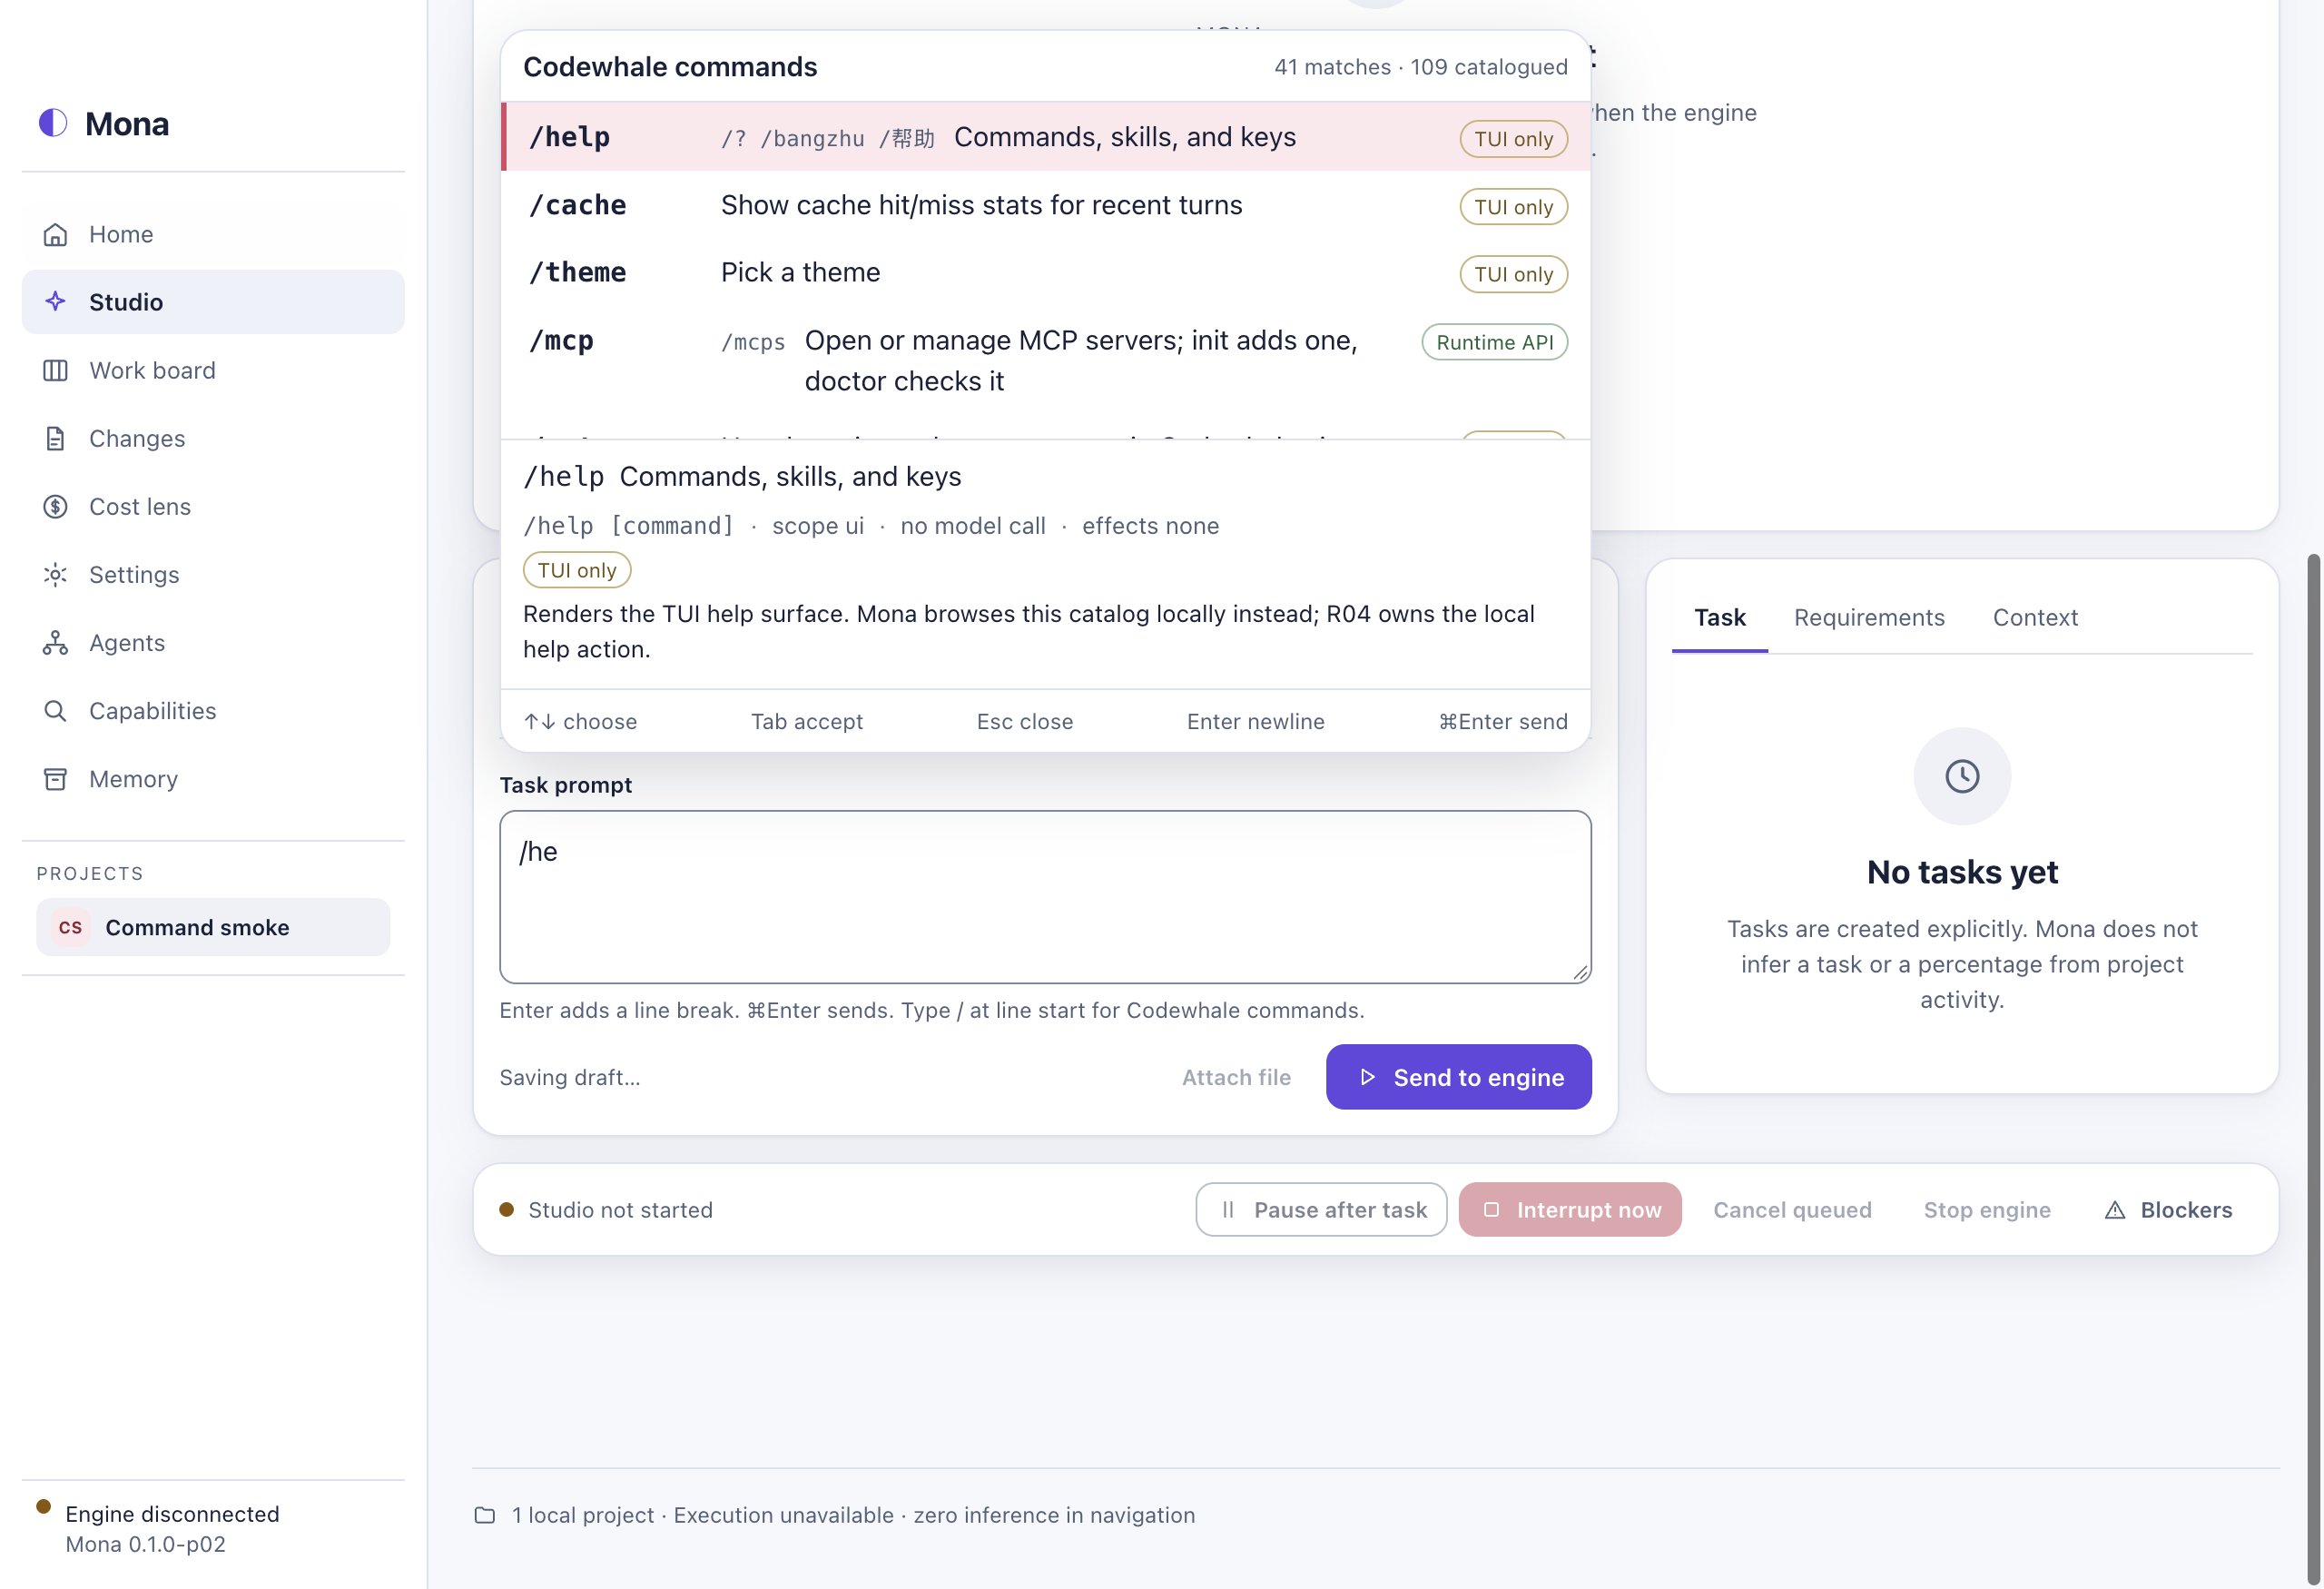 Mona
Home
Studio
Work board
Changes
Cost lens
Settings
Agents
Capabilities
Memory
PROJECTS
CS Command smoke
Engine disconnected
Mona 0.1.0-p02
Codewhale commands 41 matches · 109 catalogued
/help /? /bangzhu /帮助 Commands, skills, and keys TUI only
/cache Show cache hit/miss stats for recent turns TUI only
/theme Pick a theme TUI only
/mcp /mcps Open or manage MCP servers; init adds one, Runtime API
doctor checks it
/help Commands, skills, and keys
/help [command] · scope ui · no model call · effects none
TUI only
Renders the TUI help surface. Mona browses this catalog locally instead; R04 owns the local
help action.
↑↓ choose Tab accept Esc close Enter newline ⌘Enter send
when the engine
Task prompt
/he
Enter adds a line break. ⌘Enter sends. Type / at line start for Codewhale commands.
Saving draft... Attach file Send to engine
Task Requirements Context
No tasks yet
Tasks are created explicitly. Mona does not
infer a task or a percentage from project
activity.
Studio not started Pause after task Interrupt now Cancel queued Stop engine Blockers
1 local project · Execution unavailable · zero inference in navigation